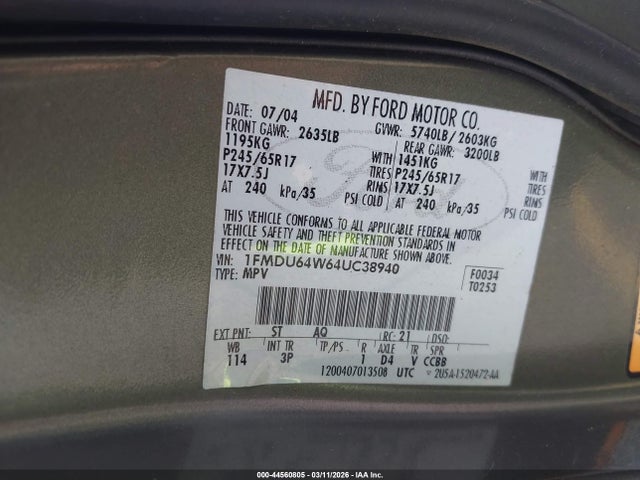 MFD. BY FORD MOTOR CO.
DATE: 07/04 GVWR: 5740LB/ 2603KG
FRONT GAWR: 2635LB REAR GAWR: 3200LB
1195KG WITH 1451KG WITH
P245/65R17 TIRES P245/65R17 TIRES
17X7.5J RIMS 17X7.5J RIMS
AT 240 kPa/35 PSI COLD AT 240 kPa/35 PSI COLD
THIS VEHICLE CONFORMS TO ALL APPLICABLE FEDERAL MOTOR
VEHICLE SAFETY AND THEFT PREVENTION STANDARDS IN
EFFECT ON THE DATE OF MANUFACTURE SHOWN ABOVE.
VIN: 1FMDU64W64UC38940
TYPE: MPV F0034
T0253
EXT PNT: ST AQ RC: 21 DSO:
WB INT TR TP/PS R AXLE TR SPR
114 3P 1 D4 V CCBB
1200407013508 UTC 2U5A-1520472-AA
Ford
000-44560805 - 03/11/2026 - IAA Inc.